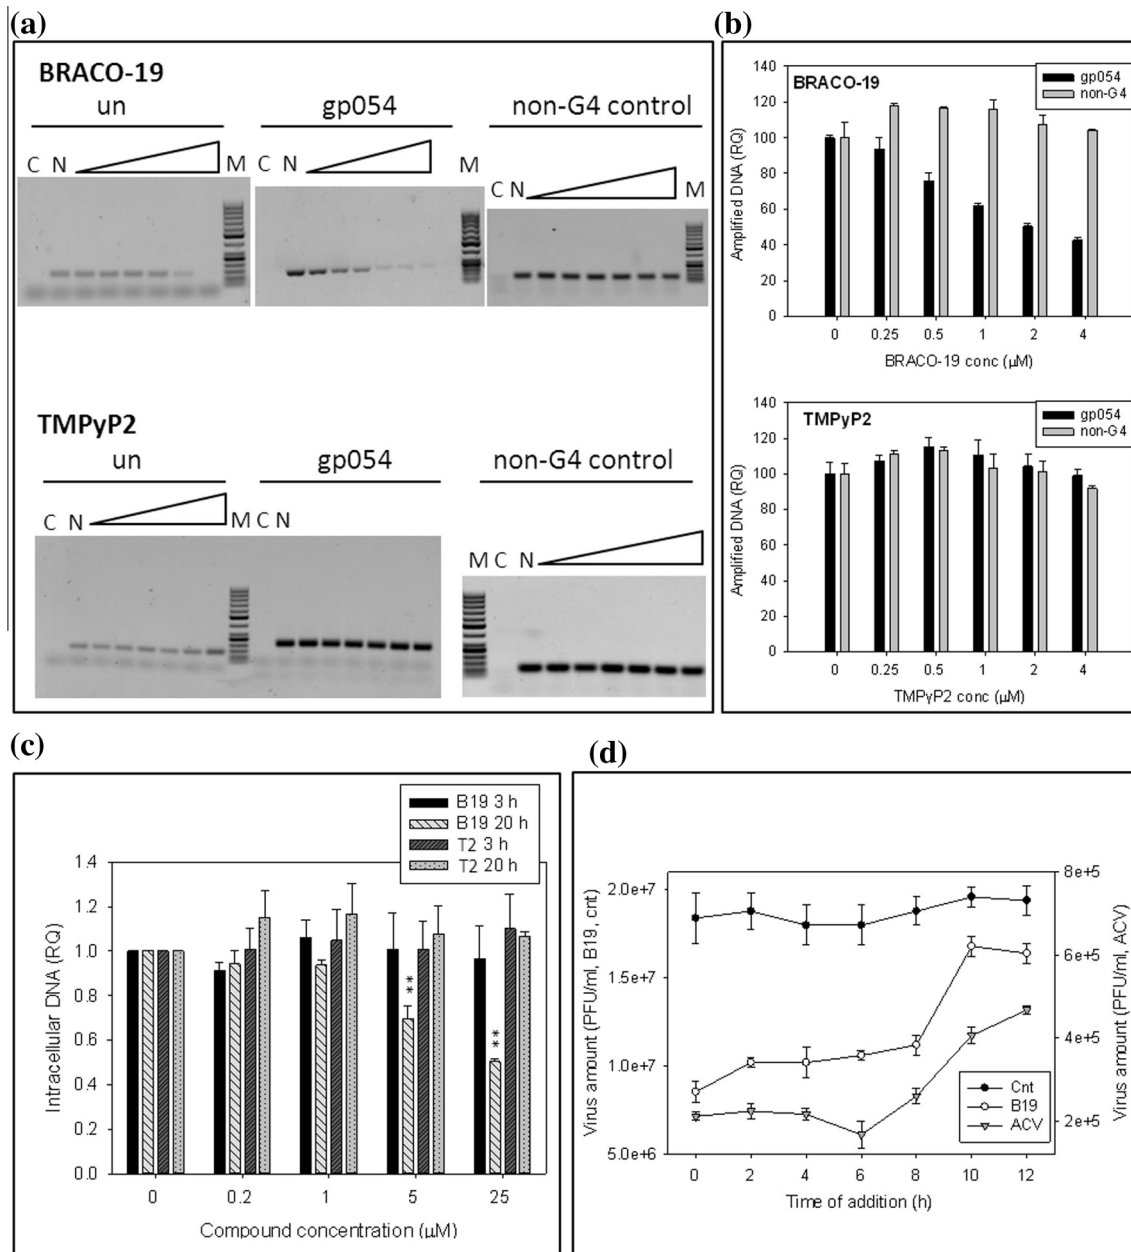 (a)
BRACO-19
un gp054 non-G4 control
C N M C N M C N M
TMPyP2
un gp054 non-G4 control
C N M C N M C N
(b)
BRACO-19
gp054
non-G4
Amplified DNA (RQ)
140
120
100
80
60
40
20
0
0 0.25 0.5 1 2 4
BRACO-19 conc (μM)
TMPyP2
gp054
non-G4
Amplified DNA (RQ)
140
120
100
80
60
40
120
0
0 0.25 0.5 1 2 4
TMPyP2 conc (μM)
(c)
B19 3 h
B19 20 h
T2 3 h
T2 20 h
Intracellular DNA (RQ)
1.4
1.2
1.0
0.8
0.6
0.4
0.2
0.0
**
**
0 0.2 1 5 25
Compound concentration (μM)
(d)
Virus amount (PFU/ml, B19, cnt)
2.0e+7
1.5e+7
1.0e+7
5.0e+6
Virus amount (PFU/ml, ACV)
8e+5
6e+5
4e+5
2e+5
Cnt
B19
ACV
0 2 4 6 8 10 12
Time of addition (h)